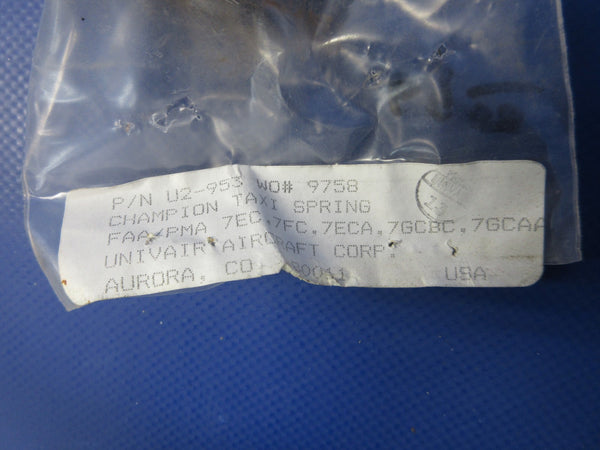 P/N U2-953 WO# 9758
CHAMPION TAXI SPRING
FAA/PMA 7EC,7FC,7ECA,7GCBC,7GCAA
UNIVAIR AIRCRAFT CORP.
AURORA, CO 80011 USA